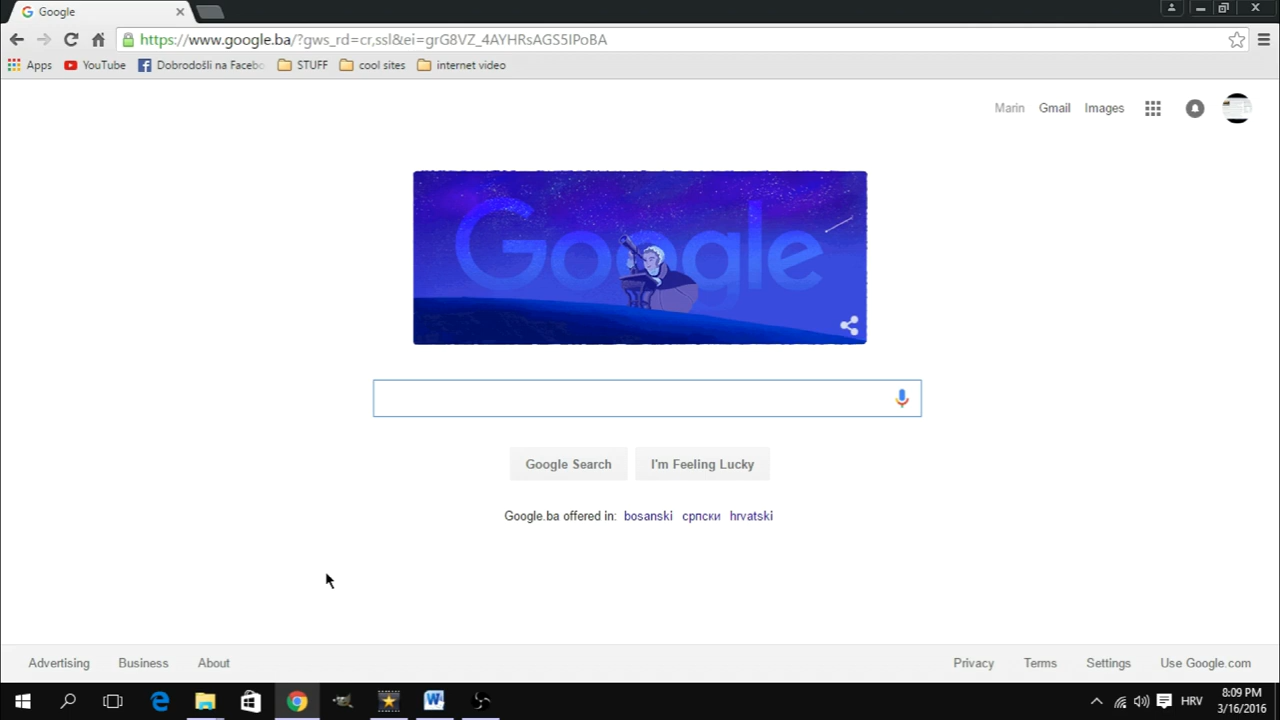 Google
https://www.google.ba/?gws_rd=cr,ssl&ei=grG8VZ_4AYHRsAGS5IPoBA
Apps YouTube Dobrodošli na Facebo STUFF cool sites internet video
Marin Gmail Images
Google
Google Search I'm Feeling Lucky
Google.ba offered in: bosanski српски hrvatski
Advertising Business About Privacy Terms Settings Use Google.com
HRV 8:09 PM
3/16/2016